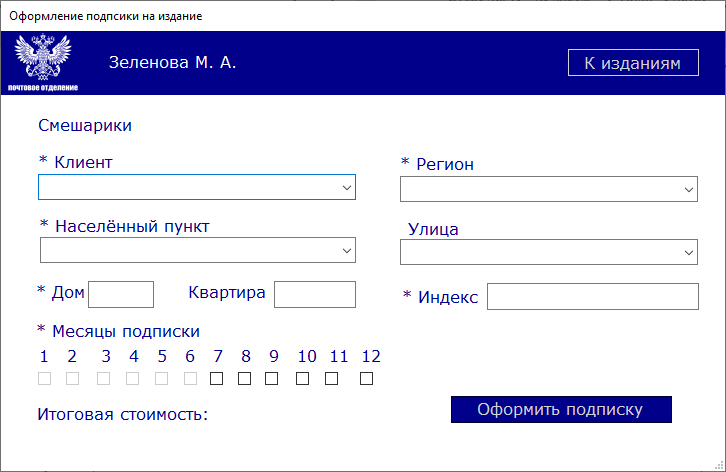 Оформление подпсики на издание
Зеленова М. А.
К изданиям
почтовое отделение
Смешарики
* Клиент
* Регион
* Населённый пункт
Улица
* Дом
Квартира
* Индекс
* Месяцы подписки
1 2 3 4 5 6 7 8 9 10 11 12
Итоговая стоимость:
Оформить подписку